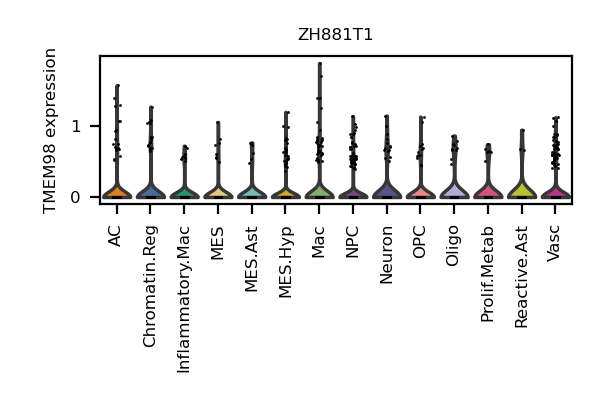 ZH881T1
TMEM98 expression
1
0
AC
Chromatin.Reg
Inflammatory.Mac
MES
MES.Ast
MES.Hyp
Mac
NPC
Neuron
OPC
Oligo
Prolif.Metab
Reactive.Ast
Vasc